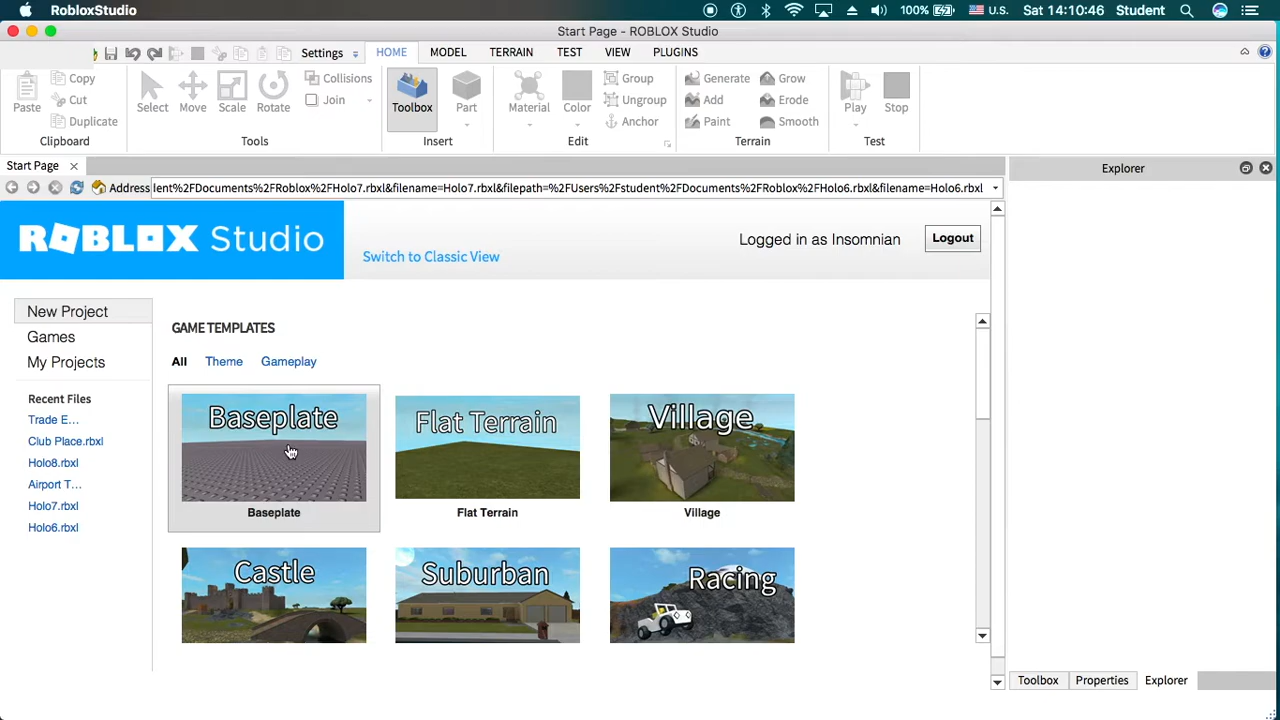 RobloxStudio 100% U.S. Sat 14:10:46 Student
Start Page - ROBLOX Studio
Settings HOME MODEL TERRAIN TEST VIEW PLUGINS
Paste Copy Cut Duplicate Select Move Scale Rotate Collisions Join Toolbox Part Material Color Group Ungroup Anchor Generate Add Paint Grow Erode Smooth Play Stop
Clipboard Tools Insert Edit Terrain Test
Start Page Explorer
Address lent%2FDocuments%2FRoblox%2FHolo7.rbxl&filename=Holo7.rbxl&filepath=%2FUsers%2Fstudent%2FDocuments%2FRoblox%2FHolo6.rbxl&filename=Holo6.rbxl
ROBLOX Studio
Switch to Classic View
Logged in as Insomnian Logout
New Project
Games
My Projects
Recent Files
Trade E...
Club Place.rbxl
Holo8.rbxl
Airport T...
Holo7.rbxl
Holo6.rbxl
GAME TEMPLATES
All Theme Gameplay
Baseplate Flat Terrain Village
Baseplate Flat Terrain Village
Castle Suburban Racing
Toolbox Properties Explorer